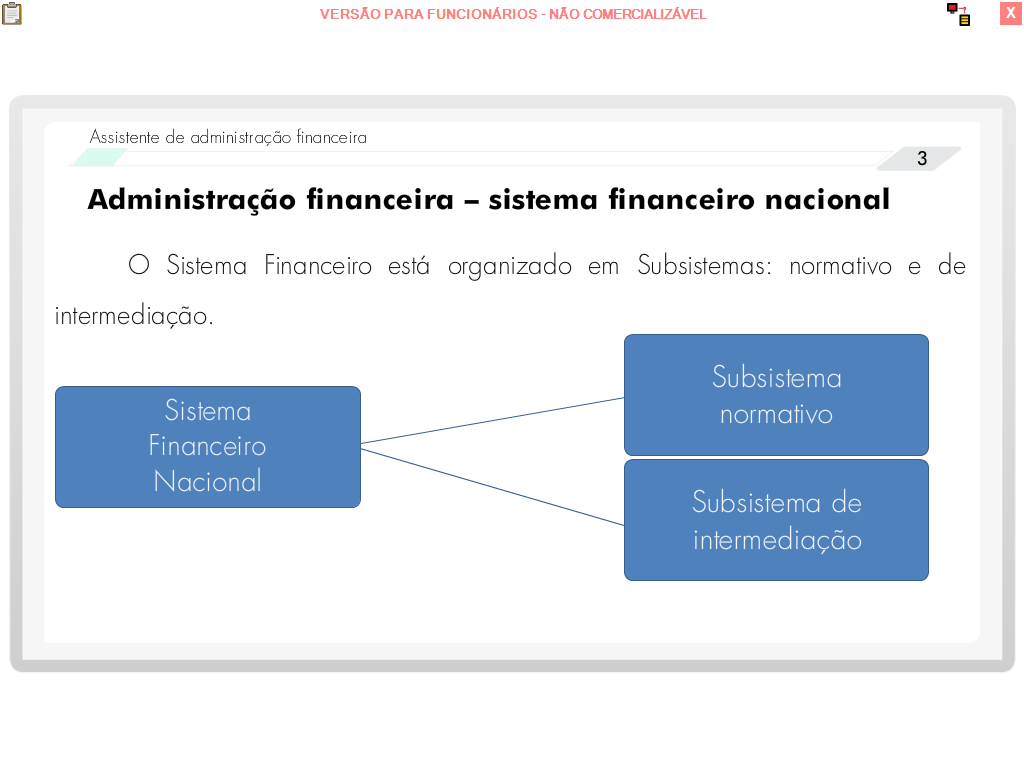 VERSÃO PARA FUNCIONÁRIOS - NÃO COMERCIALIZÁVEL
X
Assistente de administração financeira
3
Administração financeira – sistema financeiro nacional
O Sistema Financeiro está organizado em Subsistemas: normativo e de
intermediação.
Sistema
Financeiro
Nacional
Subsistema
normativo
Subsistema de
intermediação